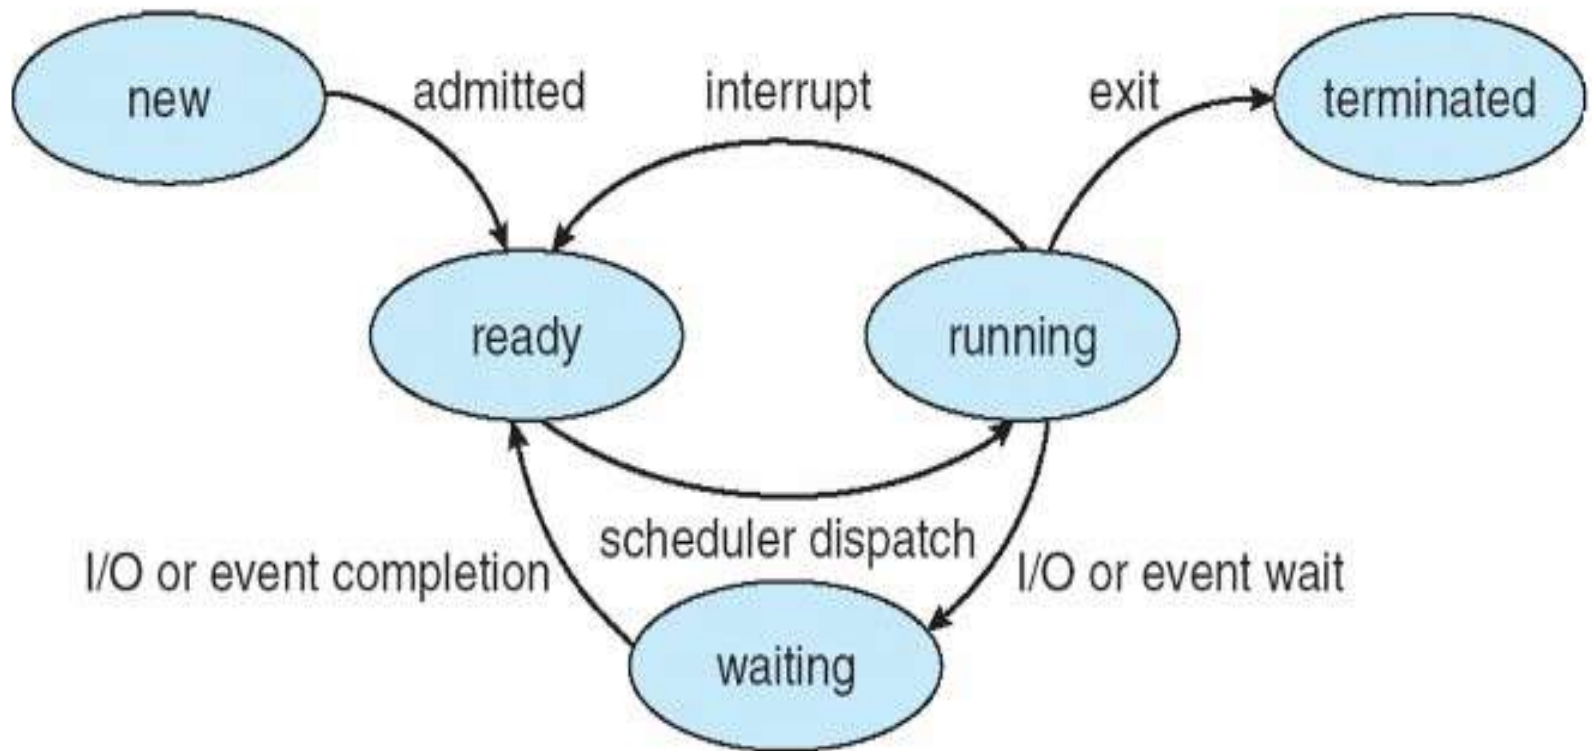 new
admitted
interrupt
exit
terminated
ready
running
scheduler dispatch
I/O or event completion
I/O or event wait
waiting